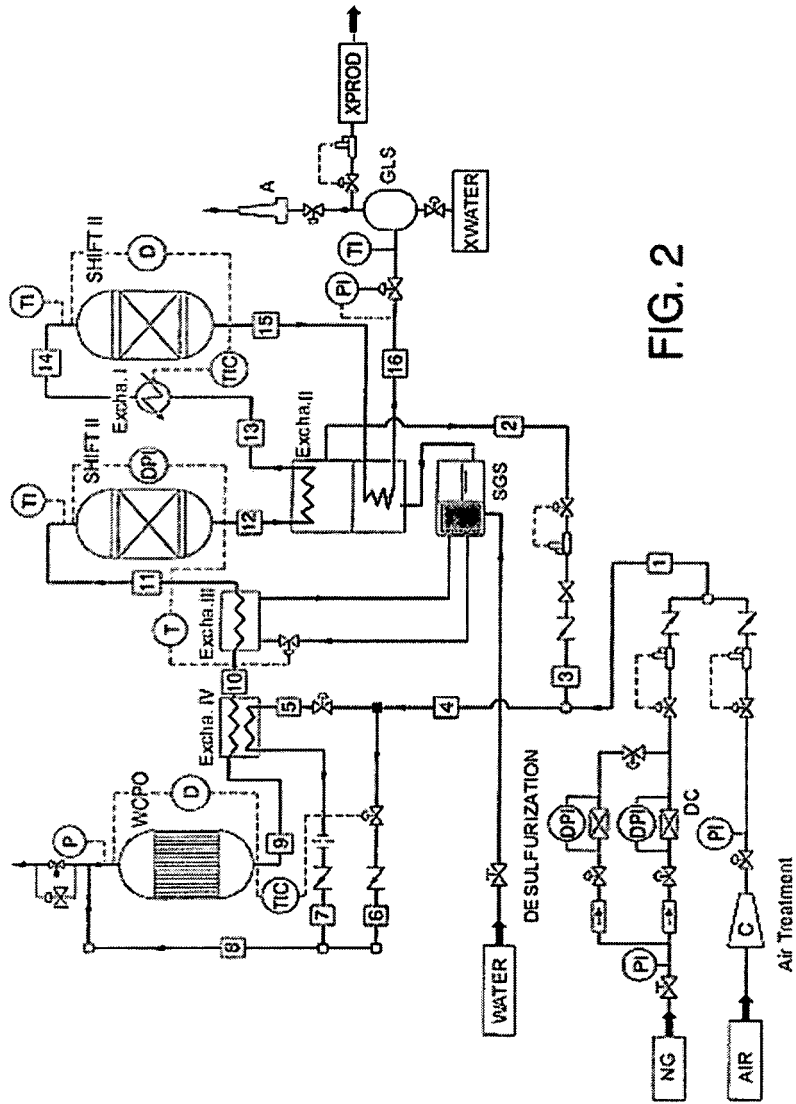 XPROD
A
GLS
TI
XWATER
PI
SHIFT II
D
TI
15
16
14
TIC
Excha. I
13
Excha. II
2
SHIFT II
DPI
TI
12
SGS
11
Excha. III
T
10
1
3
Excha. IV
5
4
WCPO
D
P
9
TIC
7
6
8
DESULFURIZATION
WATER
DPI
DPI
DC
PI
PI
C
Air Treatment
NG
AIR
FIG. 2